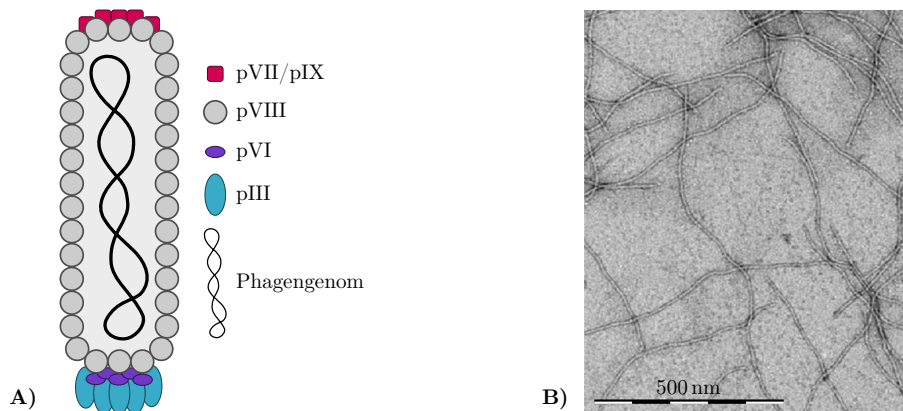 pVII/pIX
pVIII
pVI
pIII
Phagengenom
A)
B)
500 nm